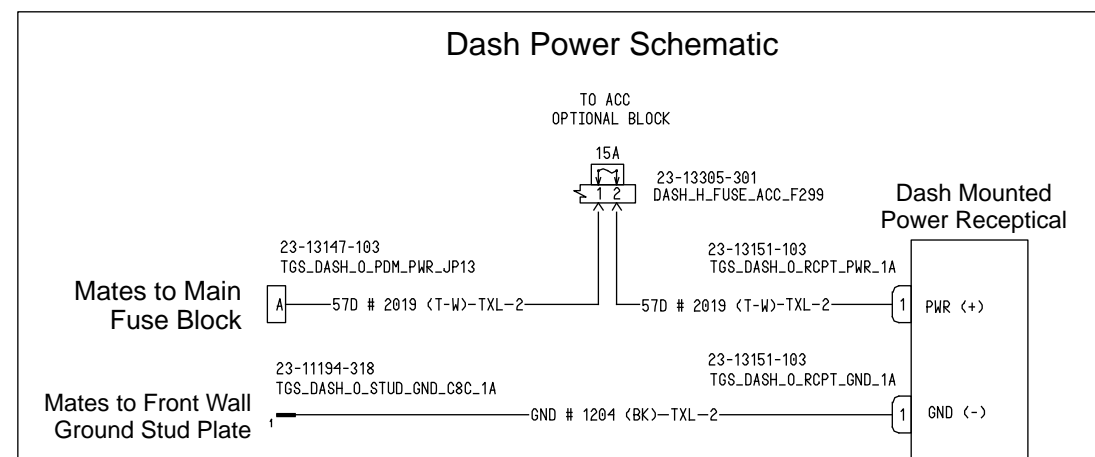 Dash Power Schematic
TO ACC
OPTIONAL BLOCK
15A
1 2
23-13305-301
DASH_H_FUSE_ACC_F299
Dash Mounted
Power Receptical
23-13147-103
TGS_DASH_O_PDM_PWR_JP13
23-13151-103
TGS_DASH_O_RCPT_PWR_1A
Mates to Main
Fuse Block
A
57D # 2019 (T-W)-TXL-2
57D # 2019 (T-W)-TXL-2
1
PWR (+)
23-11194-318
TGS_DASH_O_STUD_GND_C8C_1A
23-13151-103
TGS_DASH_O_RCPT_GND_1A
Mates to Front Wall
Ground Stud Plate
1
GND # 1204 (BK)-TXL-2
1
GND (-)